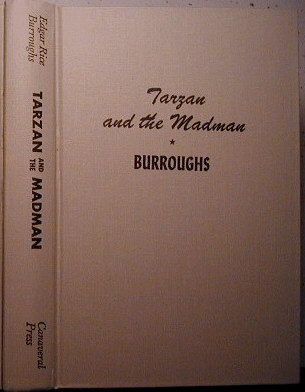 Edgar Rice
Burroughs
TARZAN AND THE MADMAN
Canaveral
Press
Tarzan
and the Madman
*
BURROUGHS